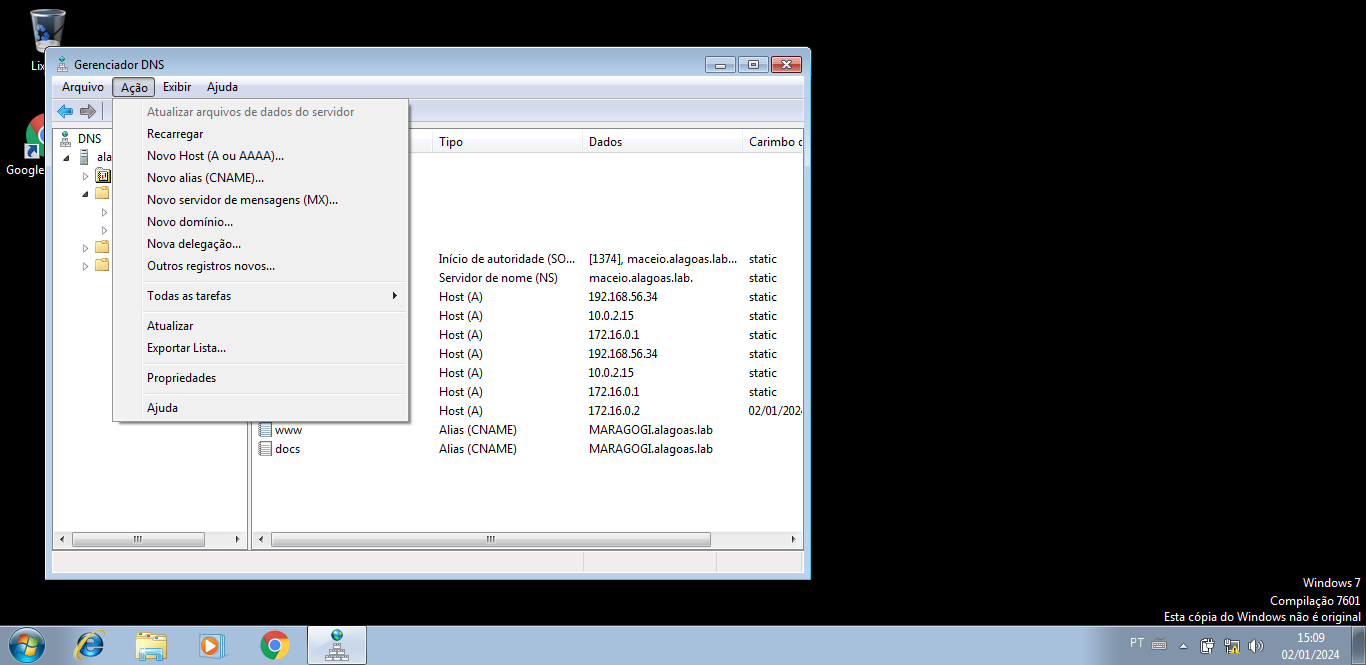 Lix
Google
Gerenciador DNS
Arquivo Ação Exibir Ajuda
Atualizar arquivos de dados do servidor
Recarregar
Novo Host (A ou AAAA)...
Novo alias (CNAME)...
Novo servidor de mensagens (MX)...
Novo domínio...
Nova delegação...
Outros registros novos...
Todas as tarefas
Atualizar
Exportar Lista...
Propriedades
Ajuda
DNS
ala
Tipo Dados Carimbo d
Início de autoridade (SO... [1374], maceio.alagoas.lab... static
Servidor de nome (NS) maceio.alagoas.lab. static
Host (A) 192.168.56.34 static
Host (A) 10.0.2.15 static
Host (A) 172.16.0.1 static
Host (A) 192.168.56.34 static
Host (A) 10.0.2.15 static
Host (A) 172.16.0.1 static
Host (A) 172.16.0.2 02/01/2024
www Alias (CNAME) MARAGOGI.alagoas.lab
docs Alias (CNAME) MARAGOGI.alagoas.lab
Windows 7
Compilação 7601
Esta cópia do Windows não é original
PT
15:09
02/01/2024